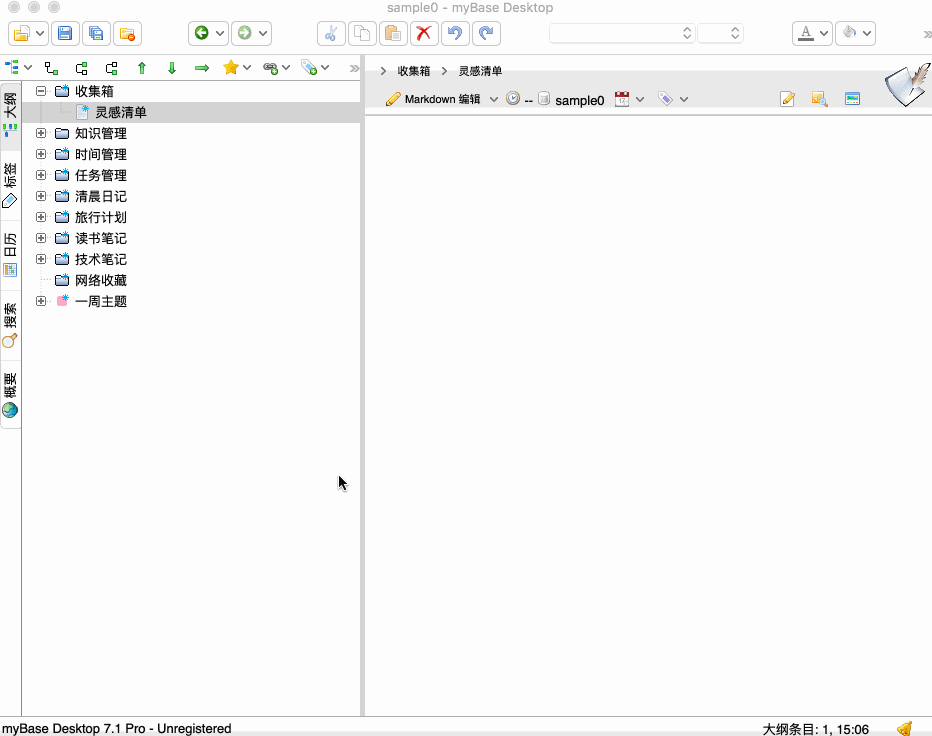 sample0 - myBase Desktop
收集箱 灵感清单
Markdown 编辑 -- sample0
大纲
标签
日历
搜索
概要
收集箱
灵感清单
知识管理
时间管理
任务管理
清晨日记
旅行计划
读书笔记
技术笔记
网络收藏
一周主题
myBase Desktop 7.1 Pro - Unregistered
大纲条目: 1, 15:06